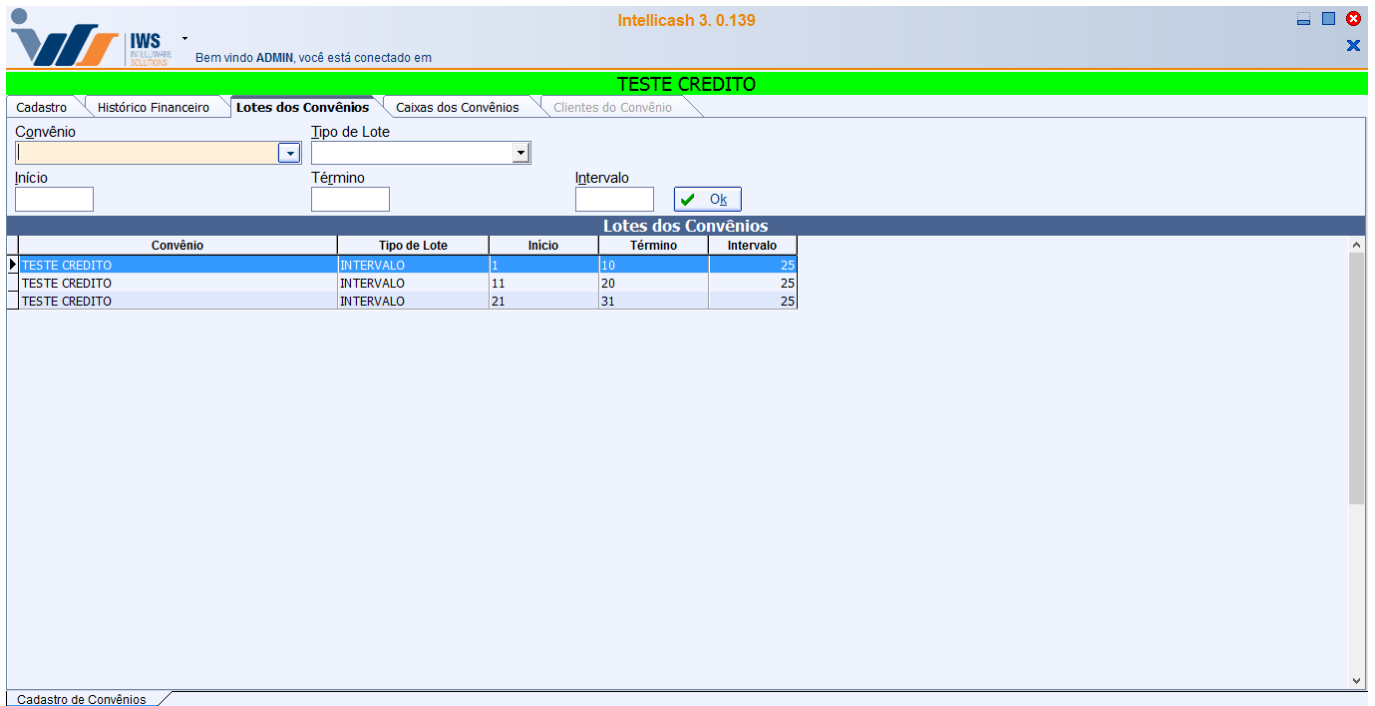 Intellicash 3. 0.139
IWS
INTELLIWARE
SOLUTIONS
Bem vindo ADMIN, você está conectado em
TESTE CREDITO
Cadastro Histórico Financeiro Lotes dos Convênios Caixas dos Convênios Clientes do Convênio
Convênio Tipo de Lote
Início Término Intervalo
Ok
Lotes dos Convênios
Convênio Tipo de Lote Início Término Intervalo
TESTE CREDITO INTERVALO 1 10 25
TESTE CREDITO INTERVALO 11 20 25
TESTE CREDITO INTERVALO 21 31 25
Cadastro de Convênios